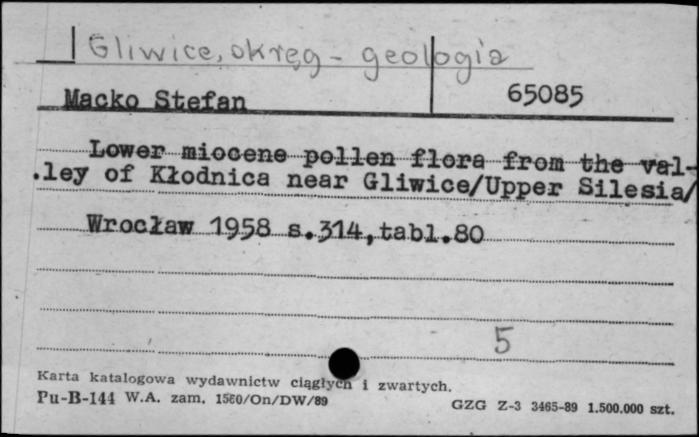 Gliwice, okręg - geologia
Macko Stefan
65085
Lower miocene pollen flora from the val-
.ley of Kłodnica near Gliwice/Upper Silesia/
Wrocław 1958 s.314,tabl.80
5
Karta katalogowa wydawnictw ciągłych i zwartych.
Pu-B-144 W.A. zam. 1560/On/DW/89
GZG Z-3 3465-89 1.500.000 szt.